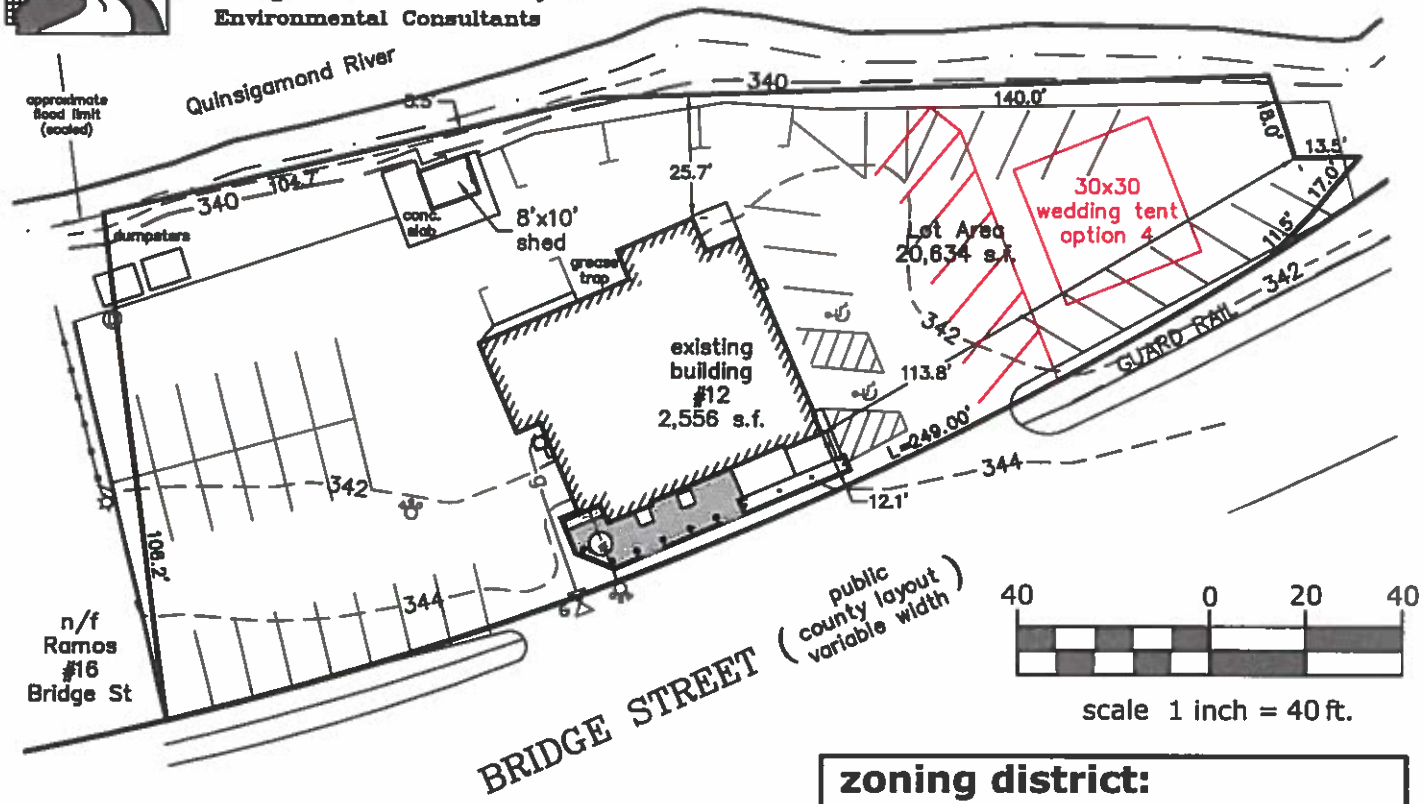 Environmental Consultants
approximate
flood limit
(scaled)
Quinsigamond River
5.5'
340
140.0'
18.0'
13.5'
17.0'
11.5'
104.7'
340
25.7'
conc.
slab
8'x10'
shed
dumpsters
grease
trap
30x30
wedding tent
option 4
Lot Area
20,634 s.f.
342
342
GUARD RAIL
existing
building
#12
2,556 s.f.
113.8'
L=249.00'
344
342
12.1'
108.2'
344
n/f
Ramos
#16
Bridge St
BRIDGE STREET
( public
county layout
variable width )
40 0 20 40
scale 1 inch = 40 ft.
zoning district: